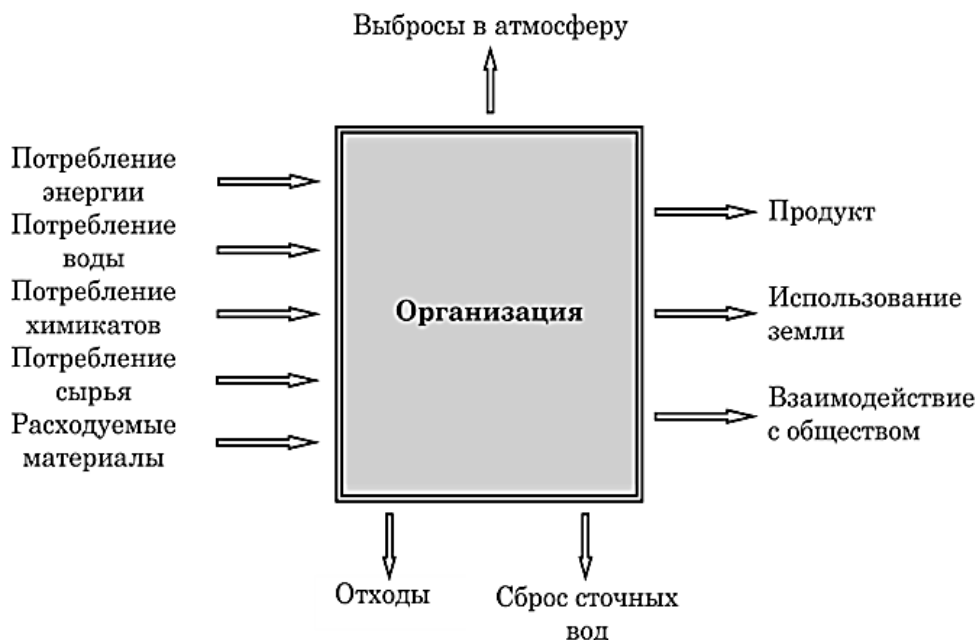 Выбросы в атмосферу
Потребление
энергии
Потребление
воды
Потребление
химикатов
Потребление
сырья
Расходуемые
материалы
Организация
Продукт
Использование
земли
Взаимодействие
с обществом
Отходы
Сброс сточных
вод